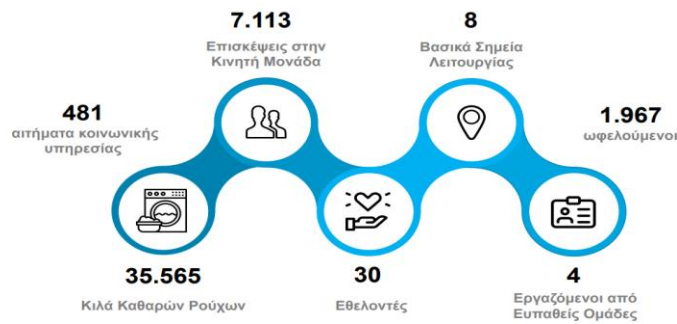 7.113
Επισκέψεις στην
Κινητή Μονάδα
8
Βασικά Σημεία
Λειτουργίας
481
αιτήματα κοινωνικής
υπηρεσίας
1.967
ωφελούμενοι
35.565
Κιλά Καθαρών Ρούχων
30
Εθελοντές
4
Εργαζόμενοι από
Ευπαθείς Ομάδες